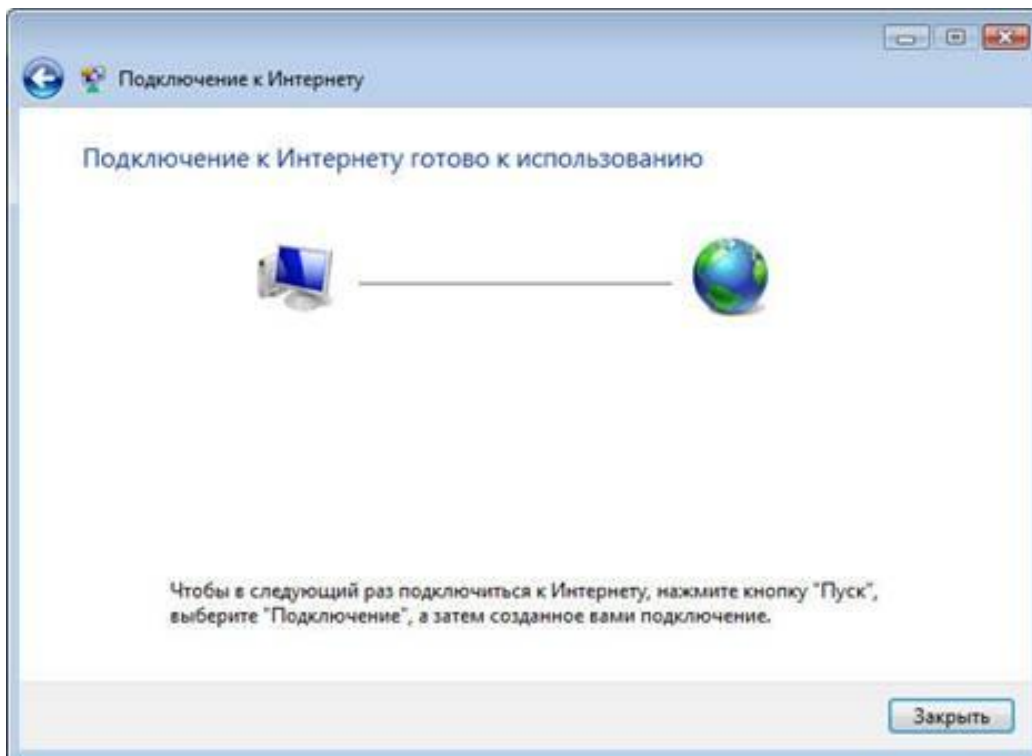 Подключение к Интернету
Подключение к Интернету готово к использованию
Чтобы в следующий раз подключиться к Интернету, нажмите кнопку "Пуск",
выберите "Подключение", а затем созданное вами подключение.
Закрыть